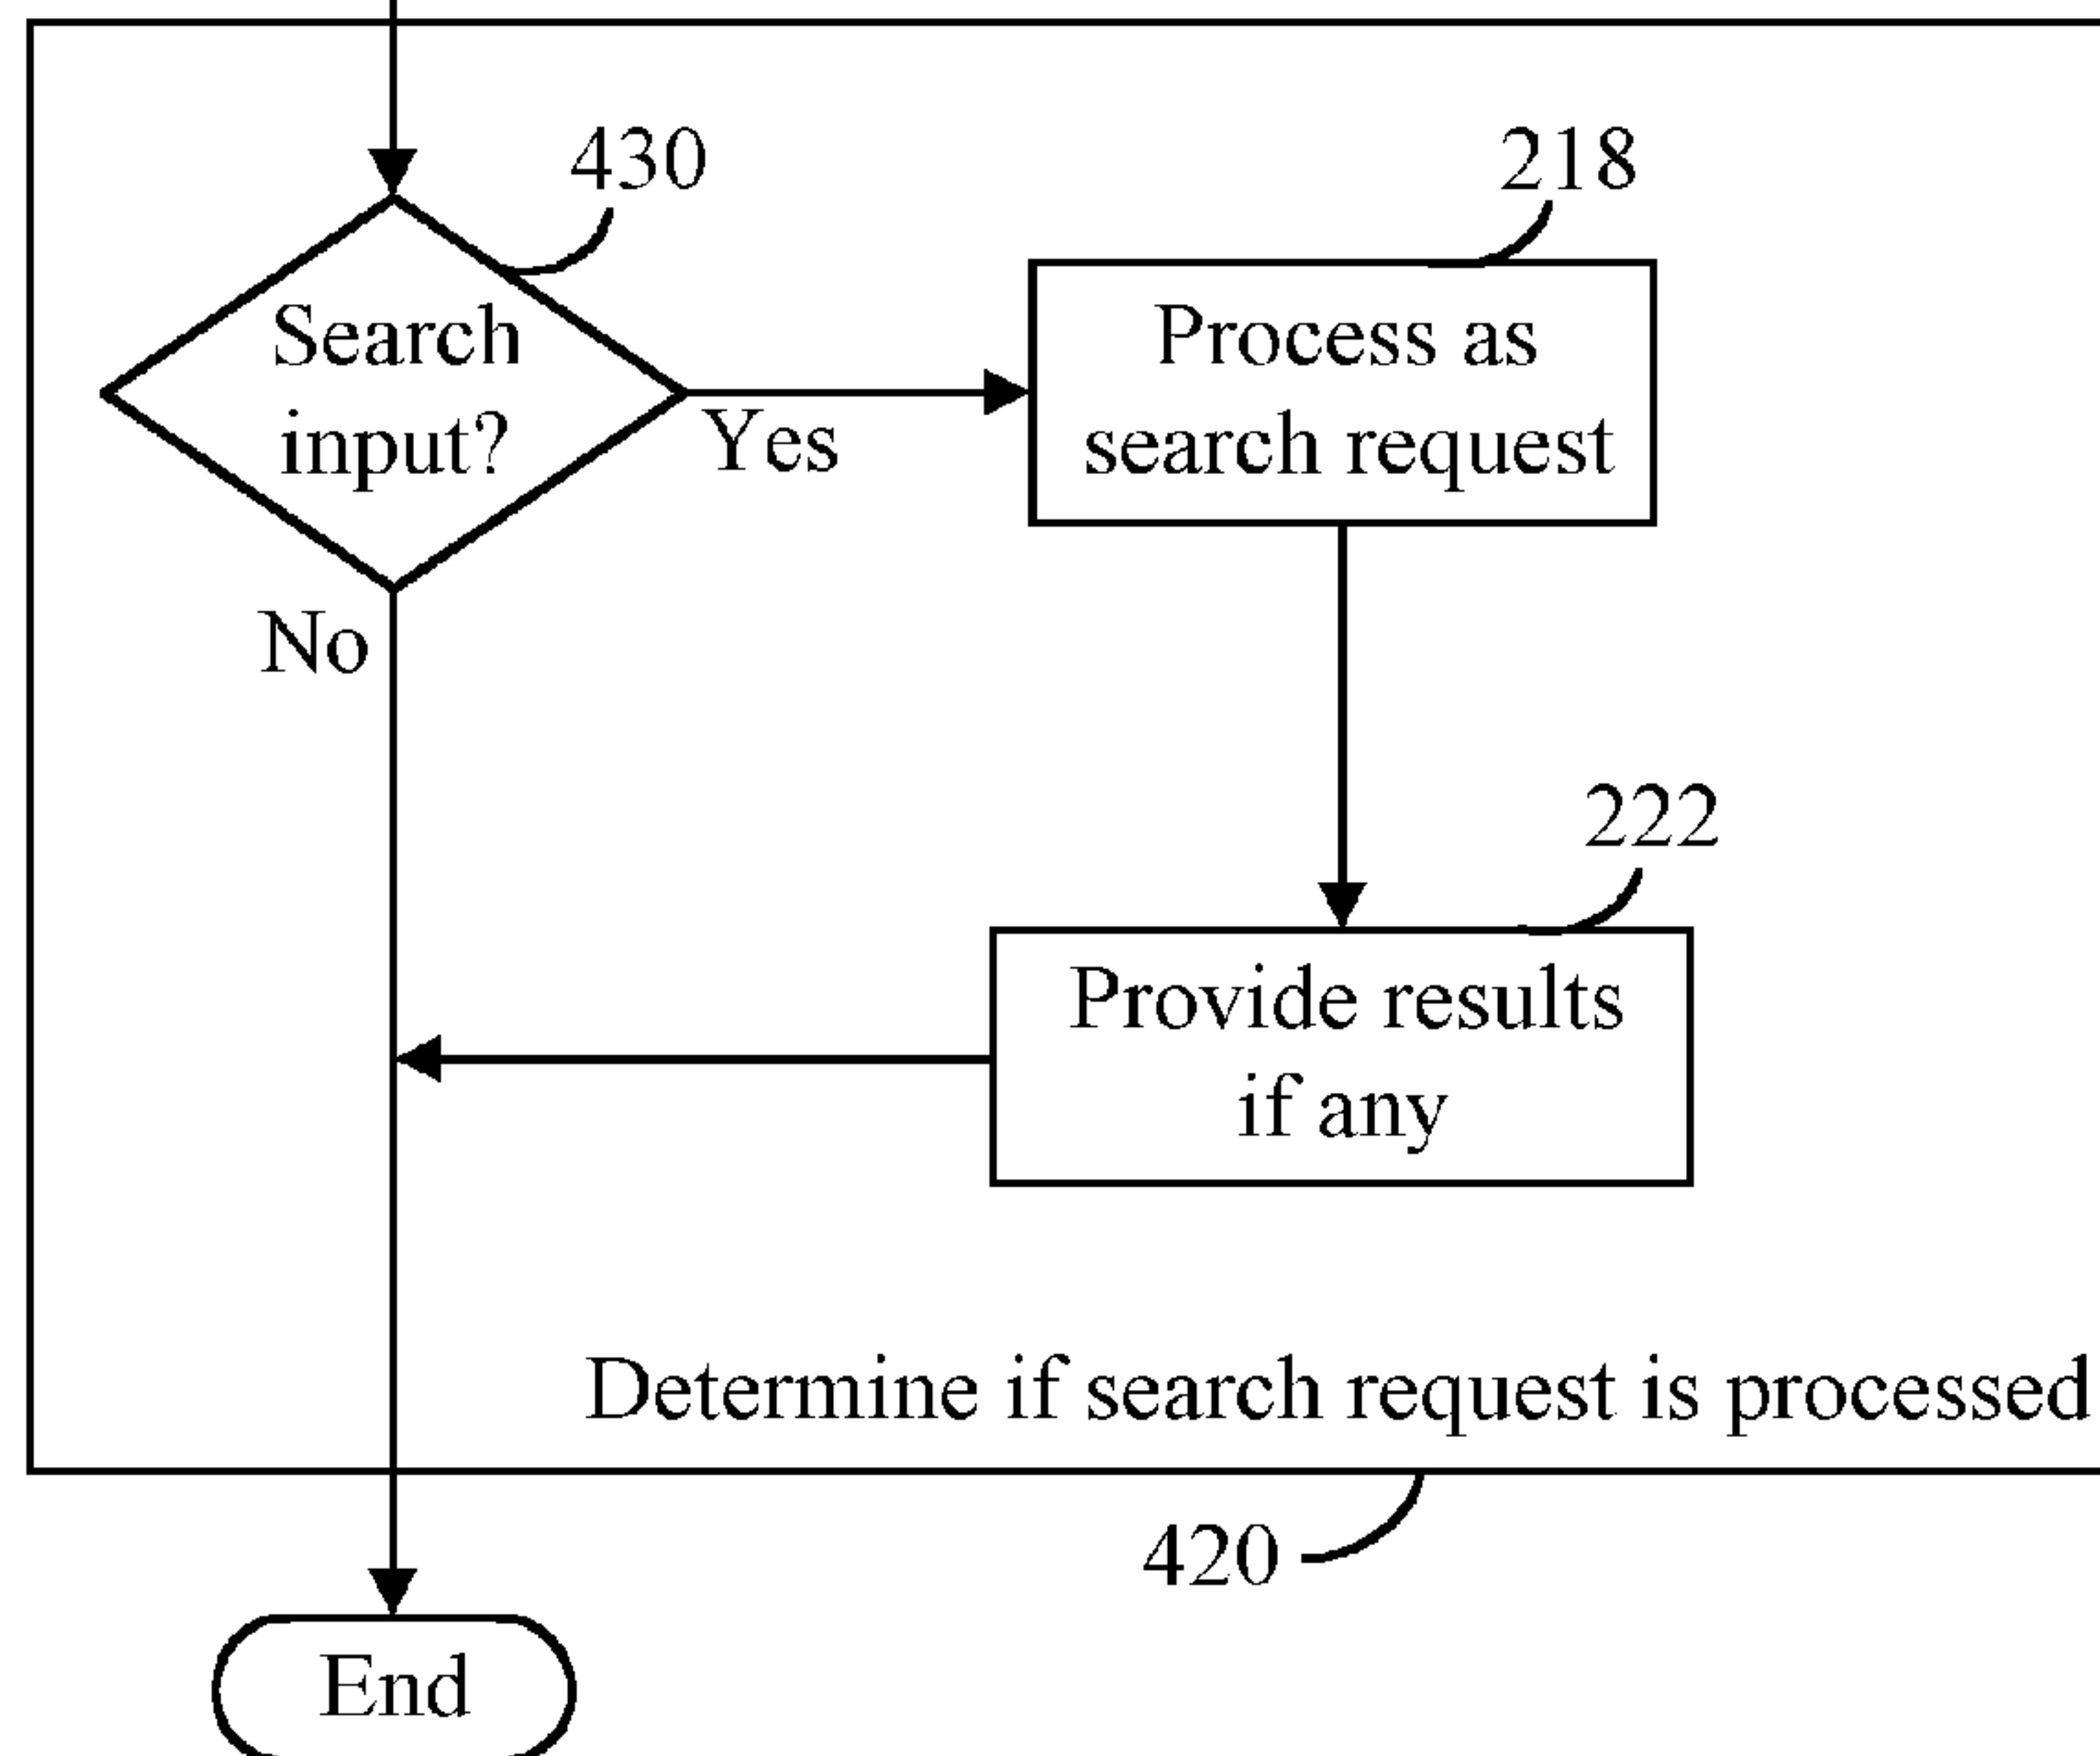 430
218
Search
input?
Process as
search request
Yes
No
222
Provide results
if any
Determine if search request is processed
420
End